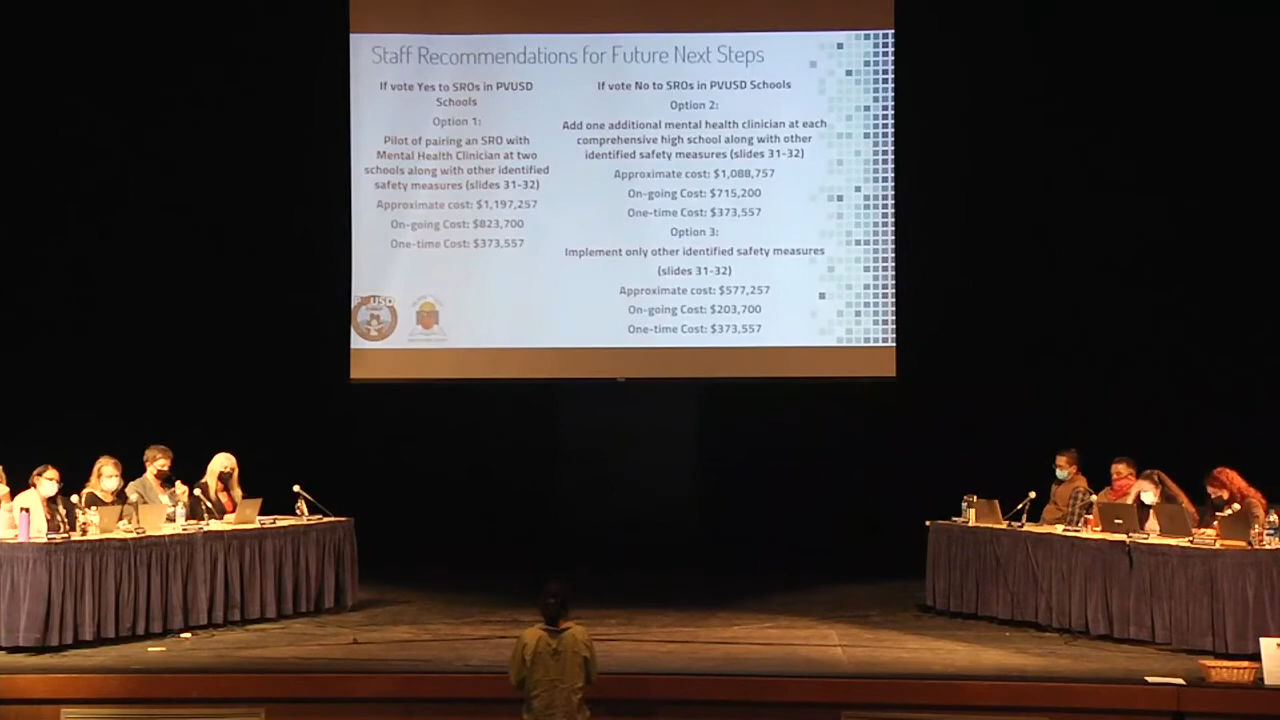 Staff Recommendations for Future Next Steps
If vote Yes to SROs in PVUSD
Schools
Option 1:
Pilot of pairing an SRO with
Mental Health Clinician at two
schools along with other identified
safety measures (slides 31-32)
Approximate cost: $1,197,257
On-going Cost: $823,700
One-time Cost: $373,557
If vote No to SROs in PVUSD Schools
Option 2:
Add one additional mental health clinician at each
comprehensive high school along with other
identified safety measures (slides 31-32)
Approximate cost: $1,088,757
On-going Cost: $715,200
One-time Cost: $373,557
Option 3:
Implement only other identified safety measures
(slides 31-32)
Approximate cost: $577,257
On-going Cost: $203,700
One-time Cost: $373,557